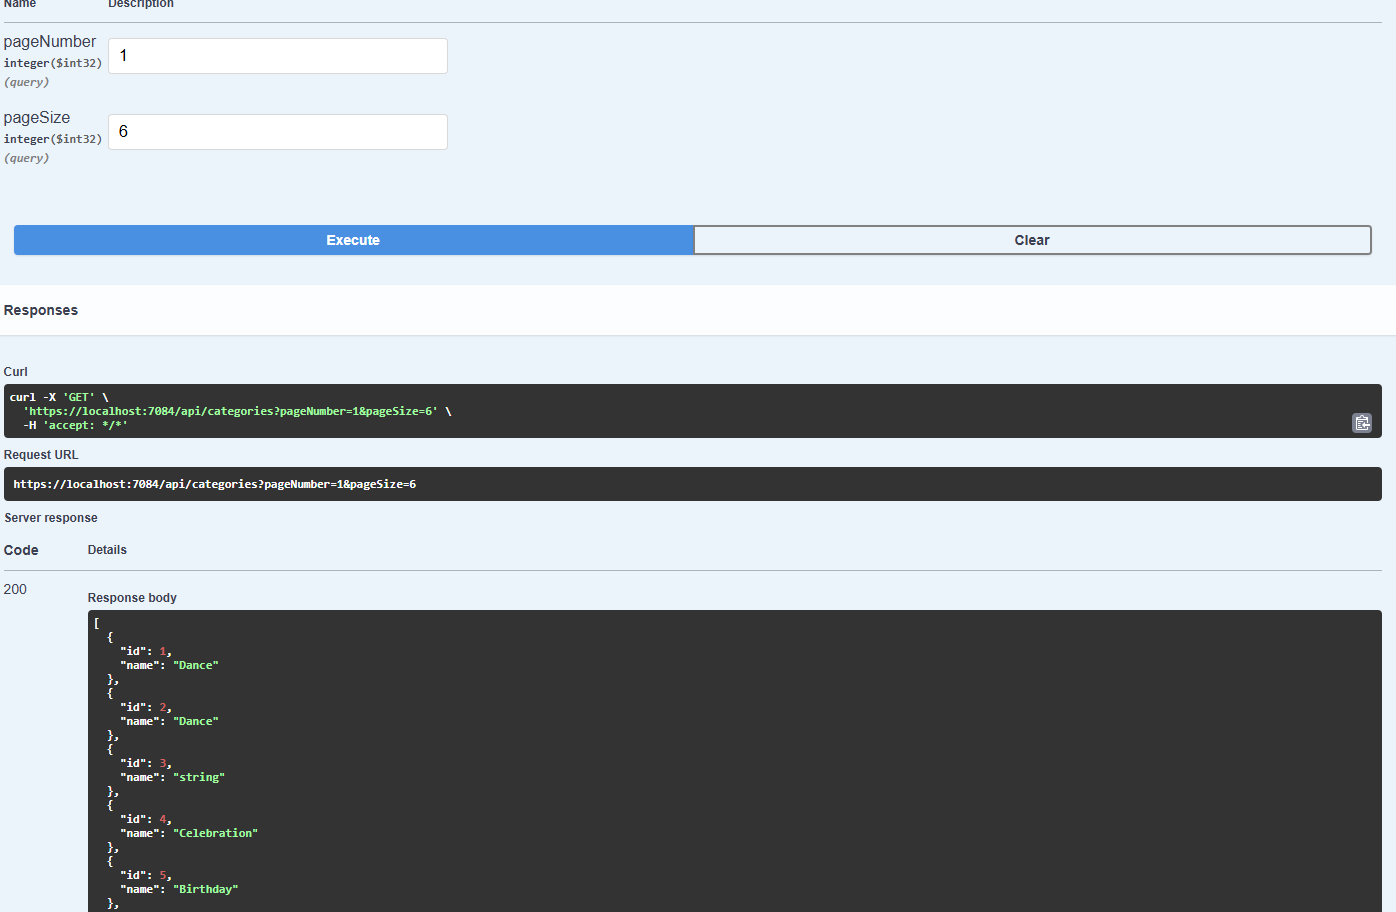 Name Description
pageNumber
integer($int32)
(query)
1
pageSize
integer($int32)
(query)
6
Execute Clear
Responses
Curl
curl -X 'GET' \
'https://localhost:7084/api/categories?pageNumber=1&pageSize=6' \
-H 'accept: */*'
Request URL
https://localhost:7084/api/categories?pageNumber=1&pageSize=6
Server response
Code Details
200
Response body
[
{
"id": 1,
"name": "Dance"
},
{
"id": 2,
"name": "Dance"
},
{
"id": 3,
"name": "string"
},
{
"id": 4,
"name": "Celebration"
},
{
"id": 5,
"name": "Birthday"
},